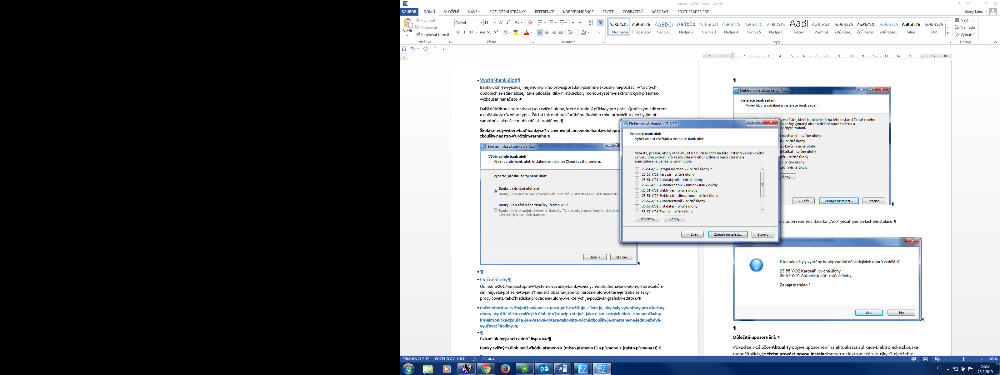 Metodika2019.docx - Word
SOUBOR DOMŮ VLOŽENÍ NÁVRH ROZLOŽENÍ STRÁNKY REFERENCE KORESPONDENCE REVIZE ZOBRAZENÍ ACROBAT FOXIT READER PDF Berný Libor
Vložit
Vyjmout
Kopírovat
Kopírovat formát
Schránka
Calibri 11
Písmo
Odstavec
AaBbCcDc AaBbCcDc AaBbC( AaBbCc AaBbCcD AaBbCcDc AaBbCcDc AaBbCcDc AaBl AaBbCcD AaBbCcDc AaBbCcDc AaBbCcDc AaBbCcDc AaBbCcDc
¶ Normální ¶ Bez mezer Nadpis 1 Nadpis 2 Nadpis 3 Nadpis 4 Nadpis 5 Nadpis 6 Název Podtitul Zdůrazně... Zdůraznění Zdůrazně... Silné Citát
Styly
Najít
Nahradit
Vybrat
Úpravy
2 1 1 2 3 4 5 6 7 8 9 10 11 12 13 14 15 17 18
Využití bank úloh¶
Banky úloh se využívají nejenom přímo pro uspořádání písemné zkoušky na počítači. V určitých
obdobích se zde nabízejí také pilotáže, díky nimž si školy mohou systém elektronických písemek
vyzkoušet nanečisto. ¶
Další důležitou alternativou jsou cvičné úlohy, které obsahují příklady pro práci s grafickým editorem
a další úkoly různého typu. Žáci si tak mohou v průběhu školního roku procvičit to, co by jim při
samotné e-zkoušce mohlo dělat problémy. ¶
Škola si tedy vybere buď banky se cvičnými úlohami, nebo banky úloh pro
zkoušky naostro v určitém termínu.¶
Elektronická zkouška IIS NZZ
Výběr zdroje bank úloh
Výběr zdroje bank úloh instalované instance Zkouškového serveru.
Vyberte, prosím, zdroj bank úloh:
Banky s cvičnými úlohami
Banky úloh určené pro procvičování. Umožňují skládání zkoušek nanečisto.
Banky úloh závěrečné zkoušky "červen 2017"
Banky úloh aktuální závěrečné zkoušky. Tyto banky jsou určeny ke skládání
závěrečných zkoušek naostro.
Další > Storno
¶
¶
Cvičné úlohy¶
Od ledna 2017 se postupně v systému zavádějí banky cvičných úloh. Jedná se o úlohy, které žákům
činí největší potíže, a to jak z hlediska obsahu (jsou to náročné úlohy, které je třeba se žáky
procvičovat), tak z hlediska provedení (úlohy, ve kterých je používán grafický editor). ¶
Počet oborů se cvičnými bankami se postupně rozšiřuje, cílem je, aby byly vytvořeny pro všechny
obory. Využití těchto cvičných úloh je v principu stejné, jako u tzv. ostrých úloh. Jsou používány
k elektronické zkoušce, jen časová dotace takovéto cvičné zkoušky je omezena na jednu až dvě
vyučovací hodiny. ¶
¶
Cvičné úlohy jsou trvale k dispozici. ¶
Banky cvičných úloh mají v kódu písmeno X (místo písmena E) a písmeno Y (místo písmena H).¶
Elektronická zkouška IIS NZZ
Instalace bank úloh
Výběr oborů vzdělání a instalace bank úloh.
Vyberte, prosím, obory vzdělání, které budete chtít na této instanci Zkouškového
serveru procvičovat. Pro každý vybraný obor vzdělání bude stažena a
nainstalována banka cvičných úloh.
23-51-Y/02 Strojní mechanik - cvičné úlohy 2
23-55-Y/02 Karosář - cvičné úlohy
23-61-Y/01 Autolakýrník - cvičné úlohy
23-68-Y/03 Automechanik - Junior - JMK - cvičný
26-51-Y/01 Elektrikář - cvičné úlohy
26-51-Y/02 Elektrikář - silnoproud - cvičné úlohy
26-57-Y/01 Autoelektrikář - cvičné úlohy
36-52-Y/01 Instalatér - cvičné úlohy
36-67-Y/01 Zedník - cvičné úlohy
Všechny Žádný
< Zpět Zahájit instalaci... Storno
¶
Elektronická zkouška IIS NZZ
Instalace bank zadání
Výběr oborů vzdělání a instalace bank zadání.
vzdělání, které budete chtít na této instanci Zkouškového
každý vybraný obor vzdělání bude stažena a
cvičných zadání.
mechanik - cvičné úlohy
- cvičné úlohy
kovů - cvičné úlohy
- cvičné úlohy
- cvičné úlohy
- cvičné úlohy
- cvičné úkoly
Žádný
< Zpět Zahájit instalaci... Storno
¶
a potvrzením na tlačítko „Ano“ je zahájena vlastní instalace.¶
K instalaci byly vybrány banky zadání následujících oborů vzdělání:
23-55-Y/02 Karosář - cvičné úlohy
26-57-Y/01 Autoelektrikář - cvičné úlohy
Zahájit instalaci?
Ano Ne
¶
¶
Důležité upozornění: ¶
Pokud se v záložce Aktuality objeví upozornění na aktualizaci aplikace Elektronická zkouška
na počítačích, je třeba provést novou instalaci serveru elektronické zkoušky. Tu je třeba
STRÁNKA 27 Z 57 POČET SLOV: 12051 ČEŠTINA 100 %
CS 14:53
28.2.2019